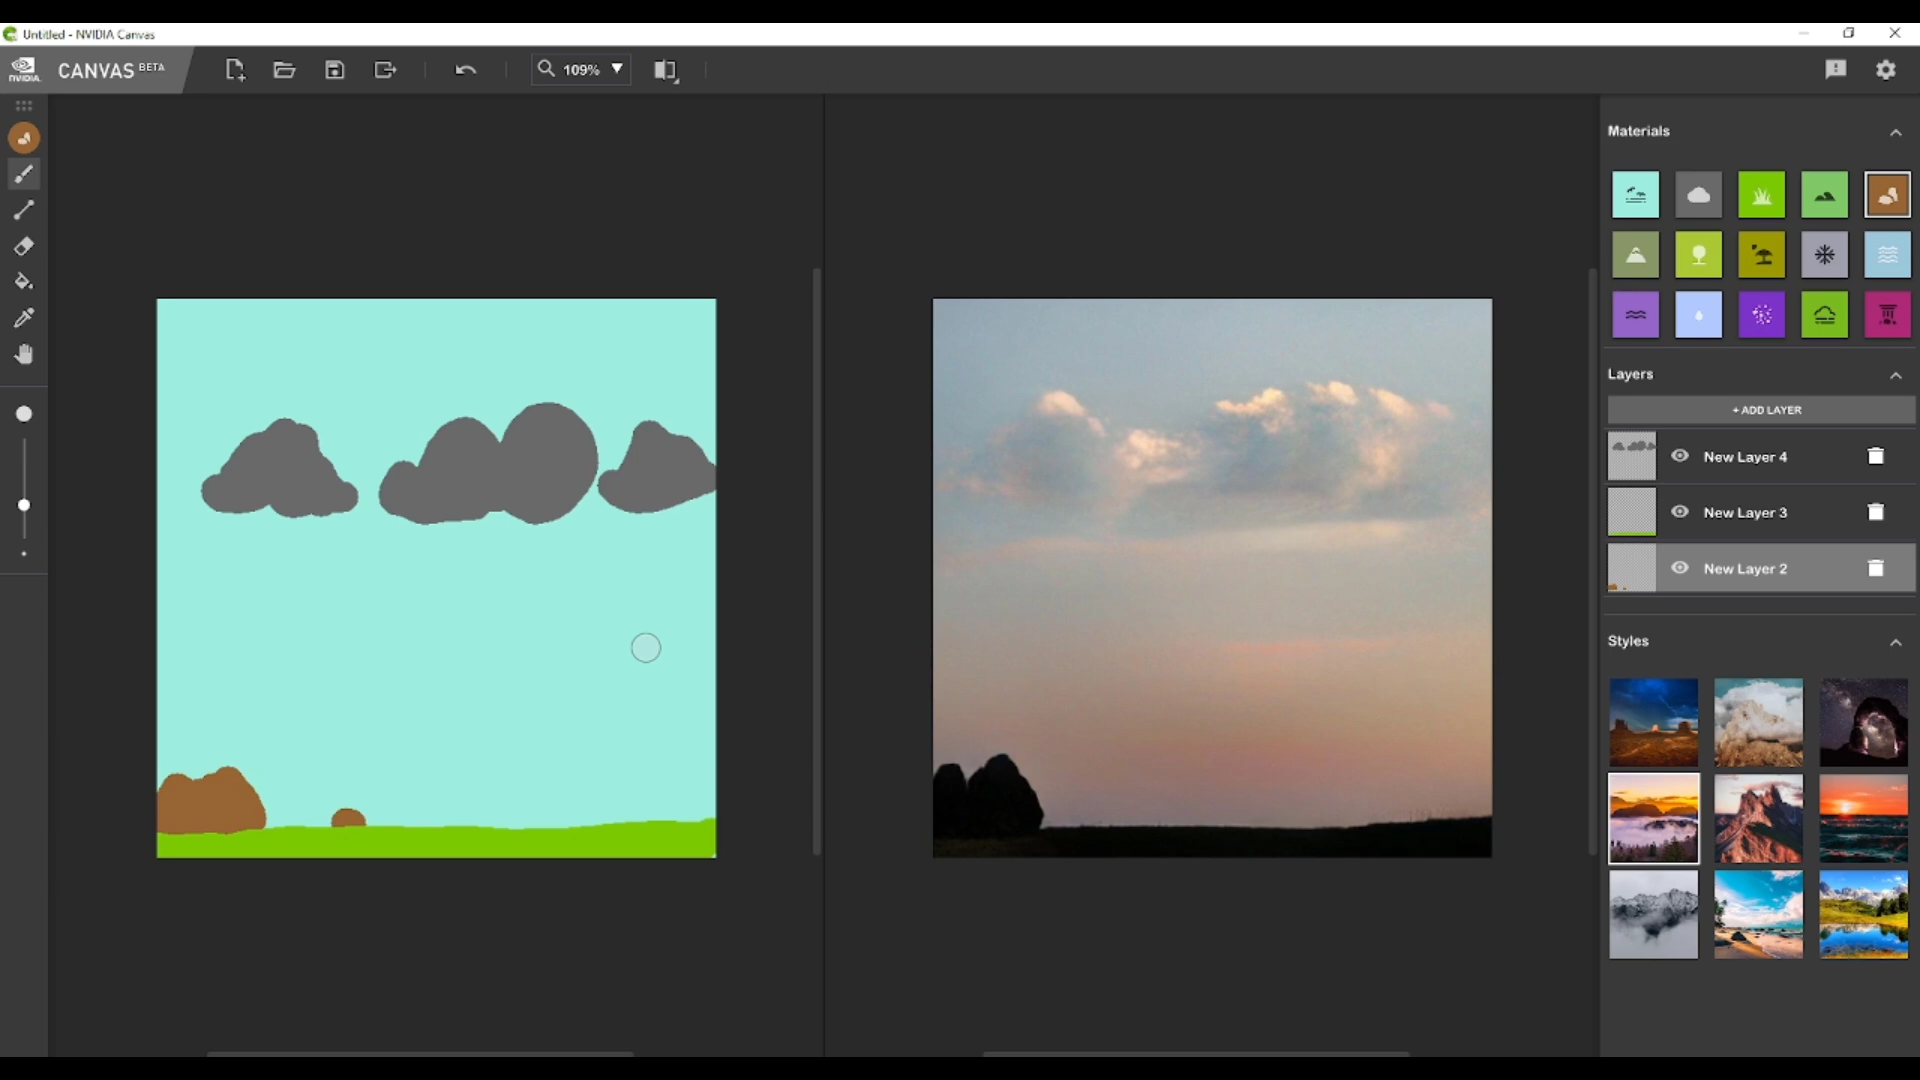 Untitled - NVIDIA Canvas
NVIDIA.
CANVAS BETA
109%
Materials
Layers
+ ADD LAYER
New Layer 4
New Layer 3
New Layer 2
Styles